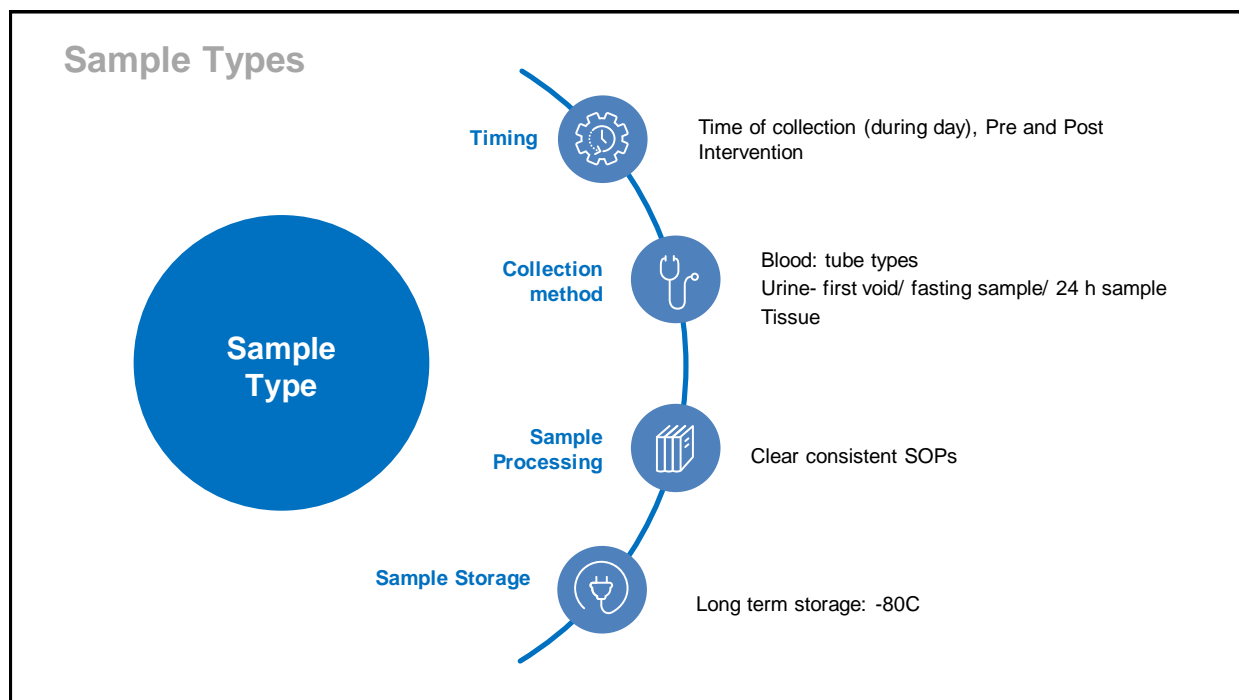 Sample Types
Timing
Time of collection (during day), Pre and Post
Intervention
Collection
method
Blood: tube types
Urine- first void/ fasting sample/ 24 h sample
Tissue
Sample
Type
Sample
Processing
Clear consistent SOPs
Sample Storage
Long term storage: -80C